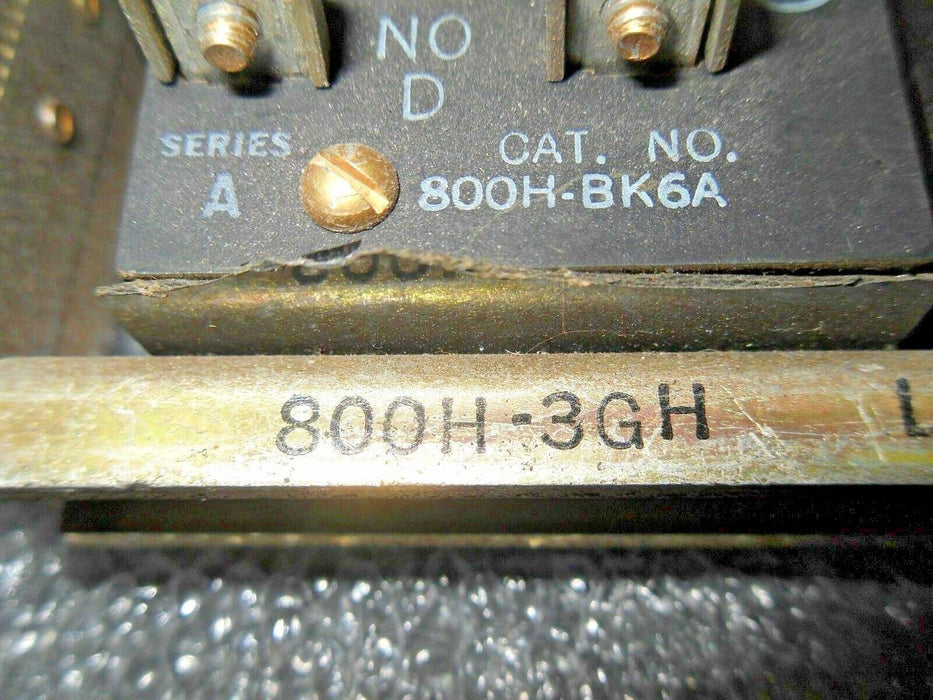 NO
D
SERIES CAT. NO.
A 800H-BK6A
800H-3GH L